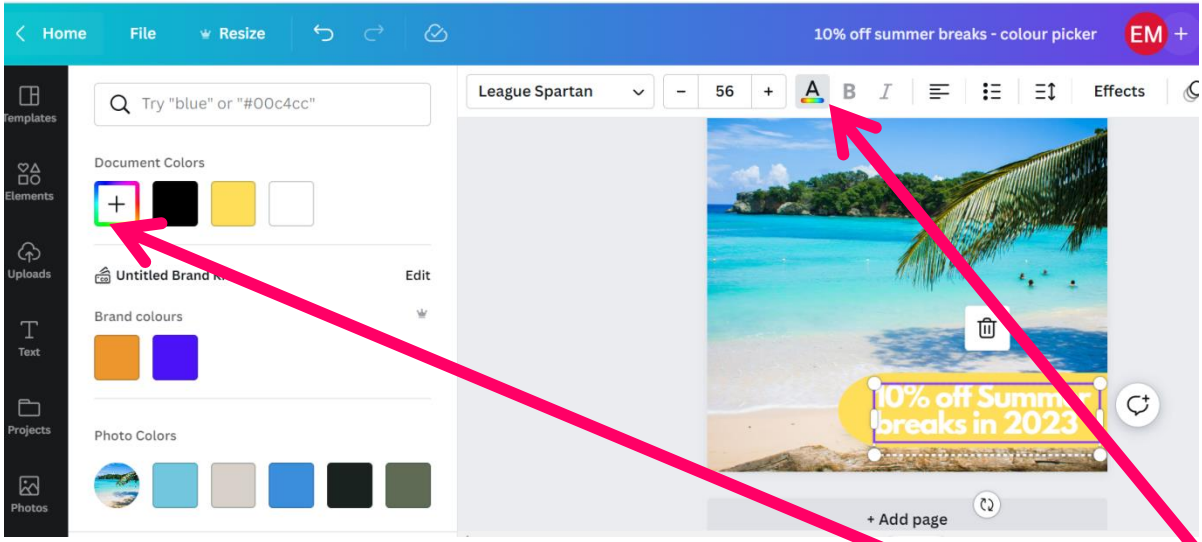 Home File Resize 10% off summer breaks - colour picker EM +
Templates
Elements
Uploads
Text
Projects
Photos
Try "blue" or "#00c4cc"
Document Colors
Untitled Brand Edit
Brand colours
Photo Colors
League Spartan - 56 + A B I Effects
10% off Summer
breaks in 2023
+ Add page